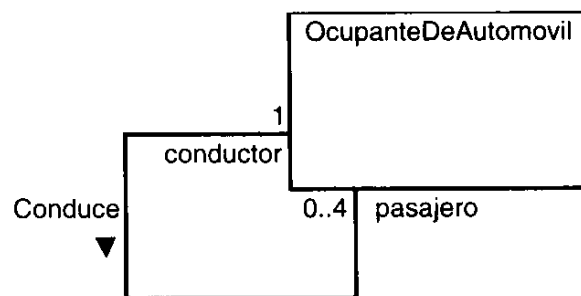 OcupanteDeAutomovil
1
conductor
Conduce
0..4
pasajero